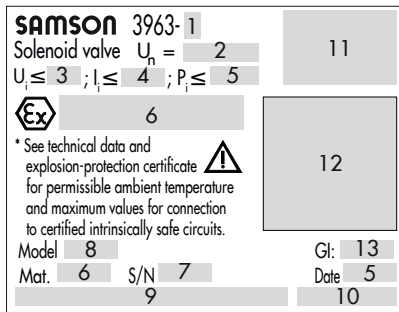 SAMSON 3963- 1
Solenoid valve Un = 2
11
Ui ≤ 3 ; Ii ≤ 4 ; Pi ≤ 5
Ex 6
* See technical data and
explosion-protection certificate
for permissible ambient temperature
and maximum values for connection
to certified intrinsically safe circuits.
12
Model 8 GI: 13
Mat. 6 S/N 7 Date 5
9 10